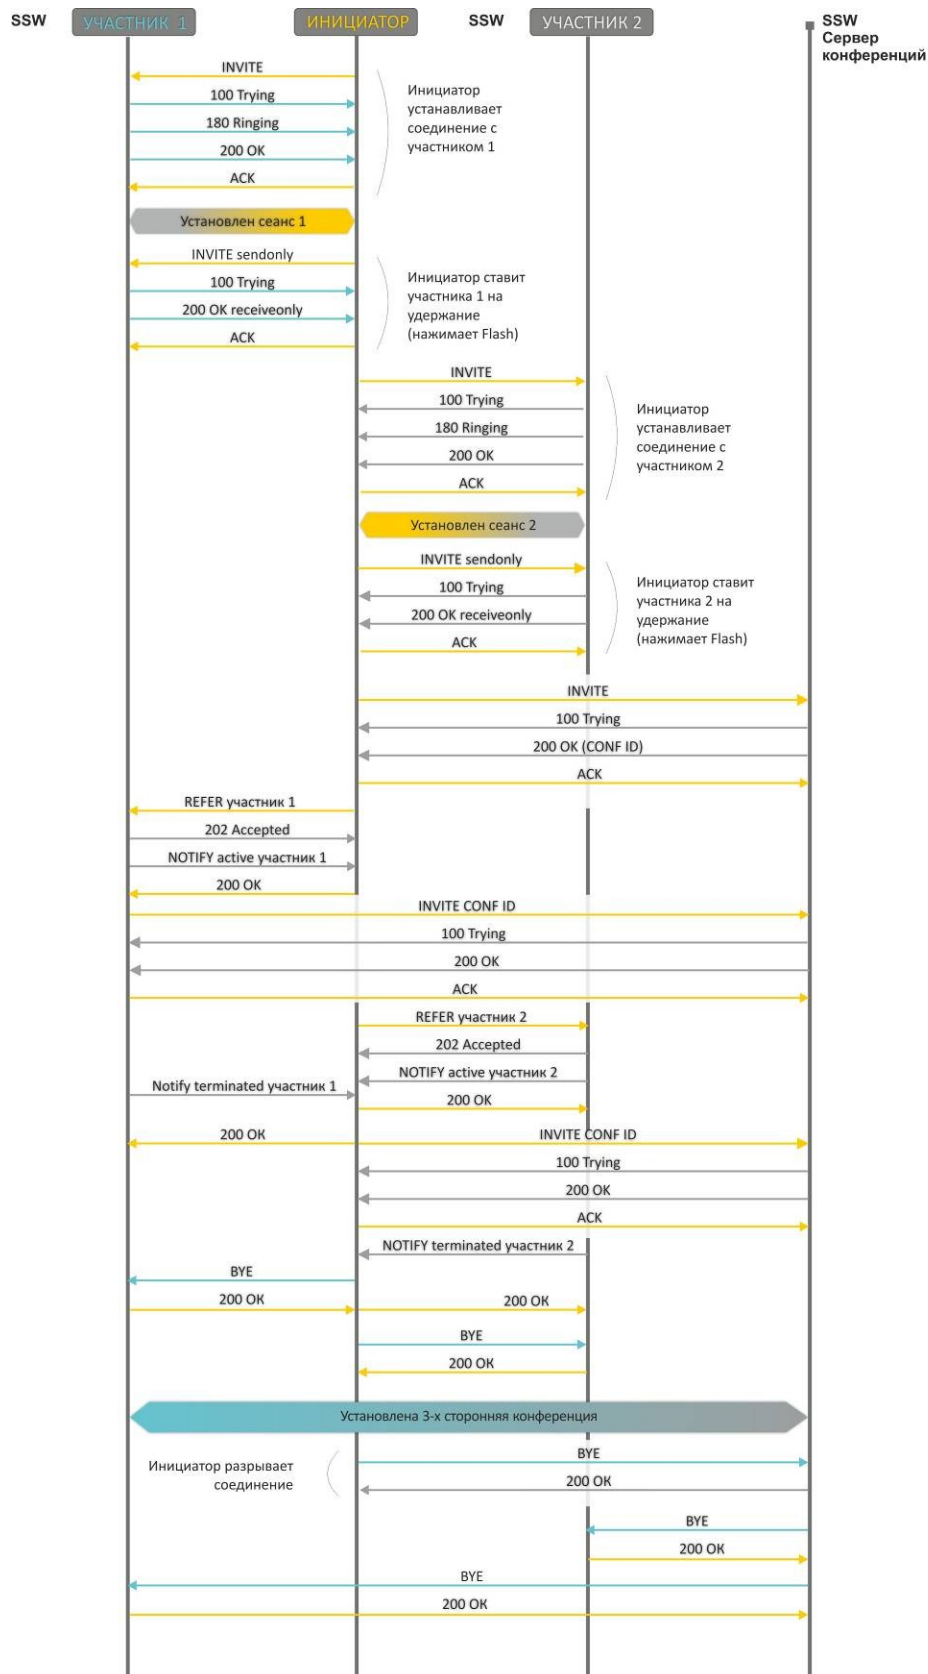 SSW
УЧАСТНИК 1
ИНИЦИАТОР
SSW
УЧАСТНИК 2
SSW
Сервер
конференций
INVITE
100 Trying
180 Ringing
200 OK
ACK
Инициатор
устанавливает
соединение с
участником 1
Установлен сеанс 1
INVITE sendonly
100 Trying
200 OK receiveonly
ACK
Инициатор ставит
участника 1 на
удержание
(нажимает Flash)
INVITE
100 Trying
180 Ringing
200 OK
ACK
Инициатор
устанавливает
соединение с
участником 2
Установлен сеанс 2
INVITE sendonly
100 Trying
200 OK receiveonly
ACK
Инициатор ставит
участника 2 на
удержание
(нажимает Flash)
INVITE
100 Trying
200 OK (CONF ID)
ACK
REFER участник 1
202 Accepted
NOTIFY active участник 1
200 OK
INVITE CONF ID
100 Trying
200 OK
ACK
REFER участник 2
202 Accepted
NOTIFY active участник 2
Notify terminated участник 1
200 OK
200 OK
INVITE CONF ID
100 Trying
200 OK
ACK
NOTIFY terminated участник 2
BYE
200 OK
200 OK
BYE
200 OK
Установлена 3-х сторонняя конференция
Инициатор разрывает
соединение
BYE
200 OK
BYE
200 OK
BYE
200 OK